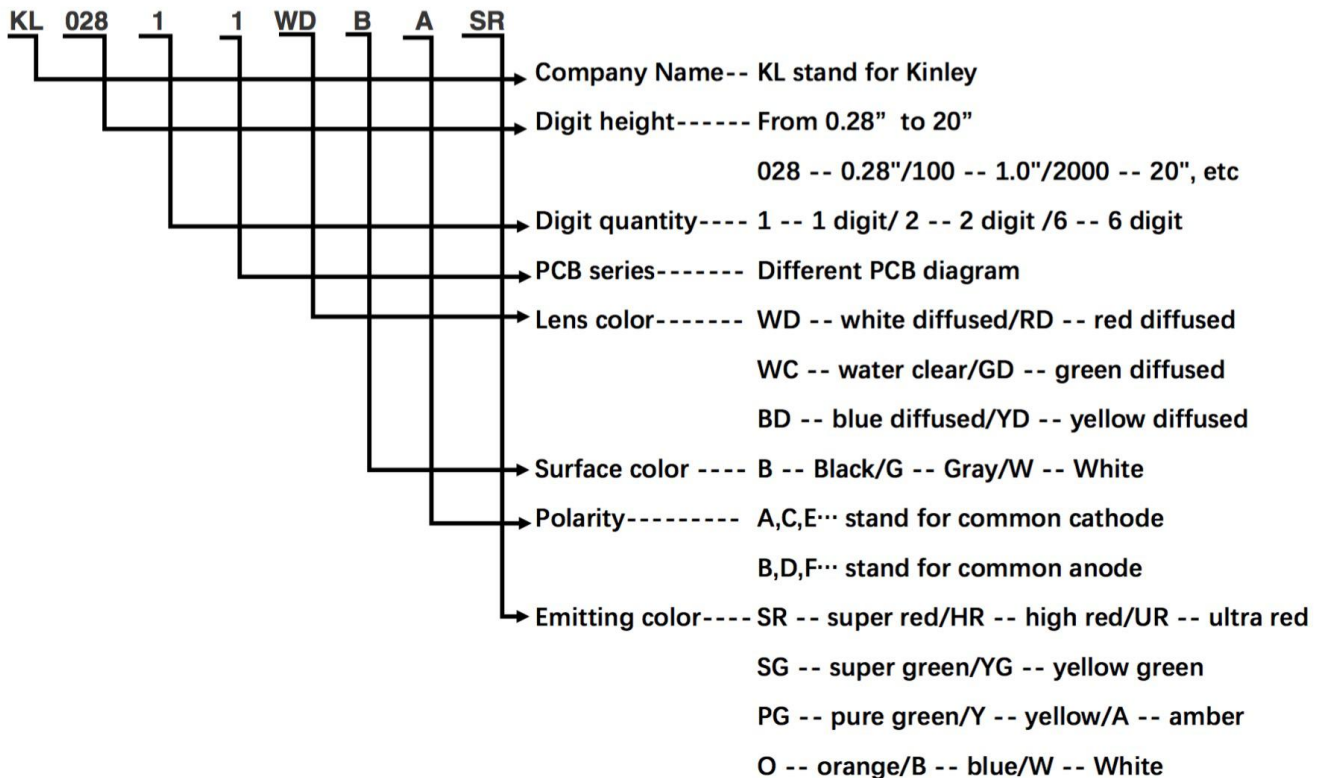 KL 028 1 1 WD B A SR
Company Name-- KL stand for Kinley
Digit height------ From 0.28” to 20”
028 -- 0.28"/100 -- 1.0"/2000 -- 20", etc
Digit quantity---- 1 -- 1 digit/ 2 -- 2 digit /6 -- 6 digit
PCB series------- Different PCB diagram
Lens color------- WD -- white diffused/RD -- red diffused
WC -- water clear/GD -- green diffused
BD -- blue diffused/YD -- yellow diffused
Surface color ---- B -- Black/G -- Gray/W -- White
Polarity--------- A,C,E··· stand for common cathode
B,D,F··· stand for common anode
Emitting color---- SR -- super red/HR -- high red/UR -- ultra red
SG -- super green/YG -- yellow green
PG -- pure green/Y -- yellow/A -- amber
O -- orange/B -- blue/W -- White